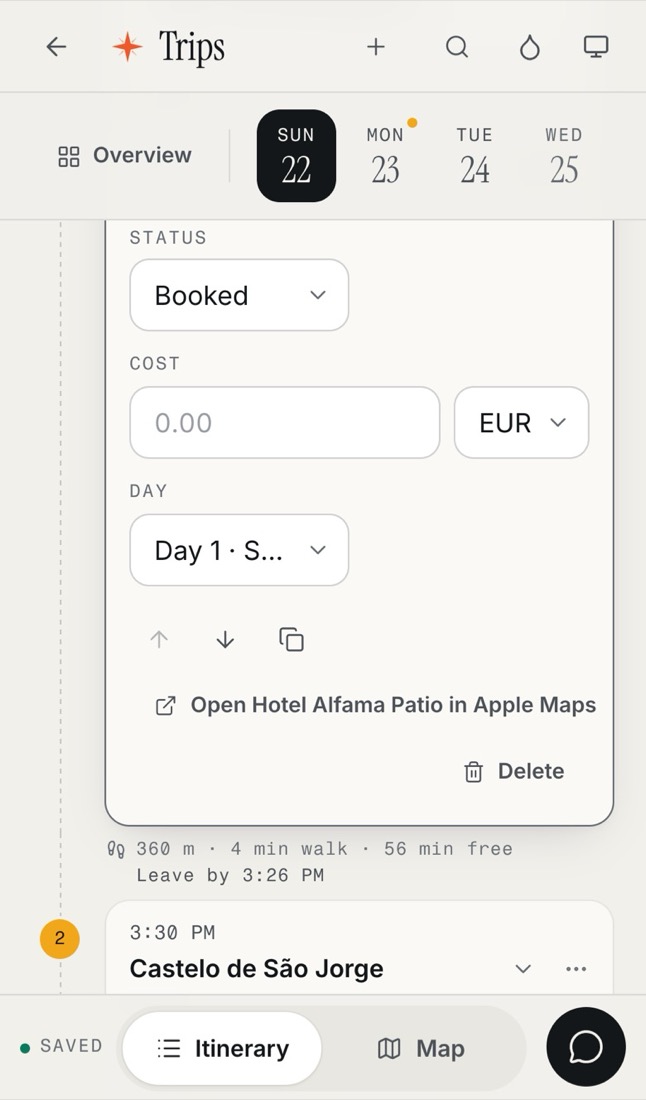 Trips
Overview
SUN
22
MON
23
TUE
24
WED
25
STATUS
Booked
COST
0.00
EUR
DAY
Day 1 · S...
Open Hotel Alfama Patio in Apple Maps
Delete
360 m · 4 min walk · 56 min free
Leave by 3:26 PM
2
3:30 PM
Castelo de São Jorge
SAVED
Itinerary
Map